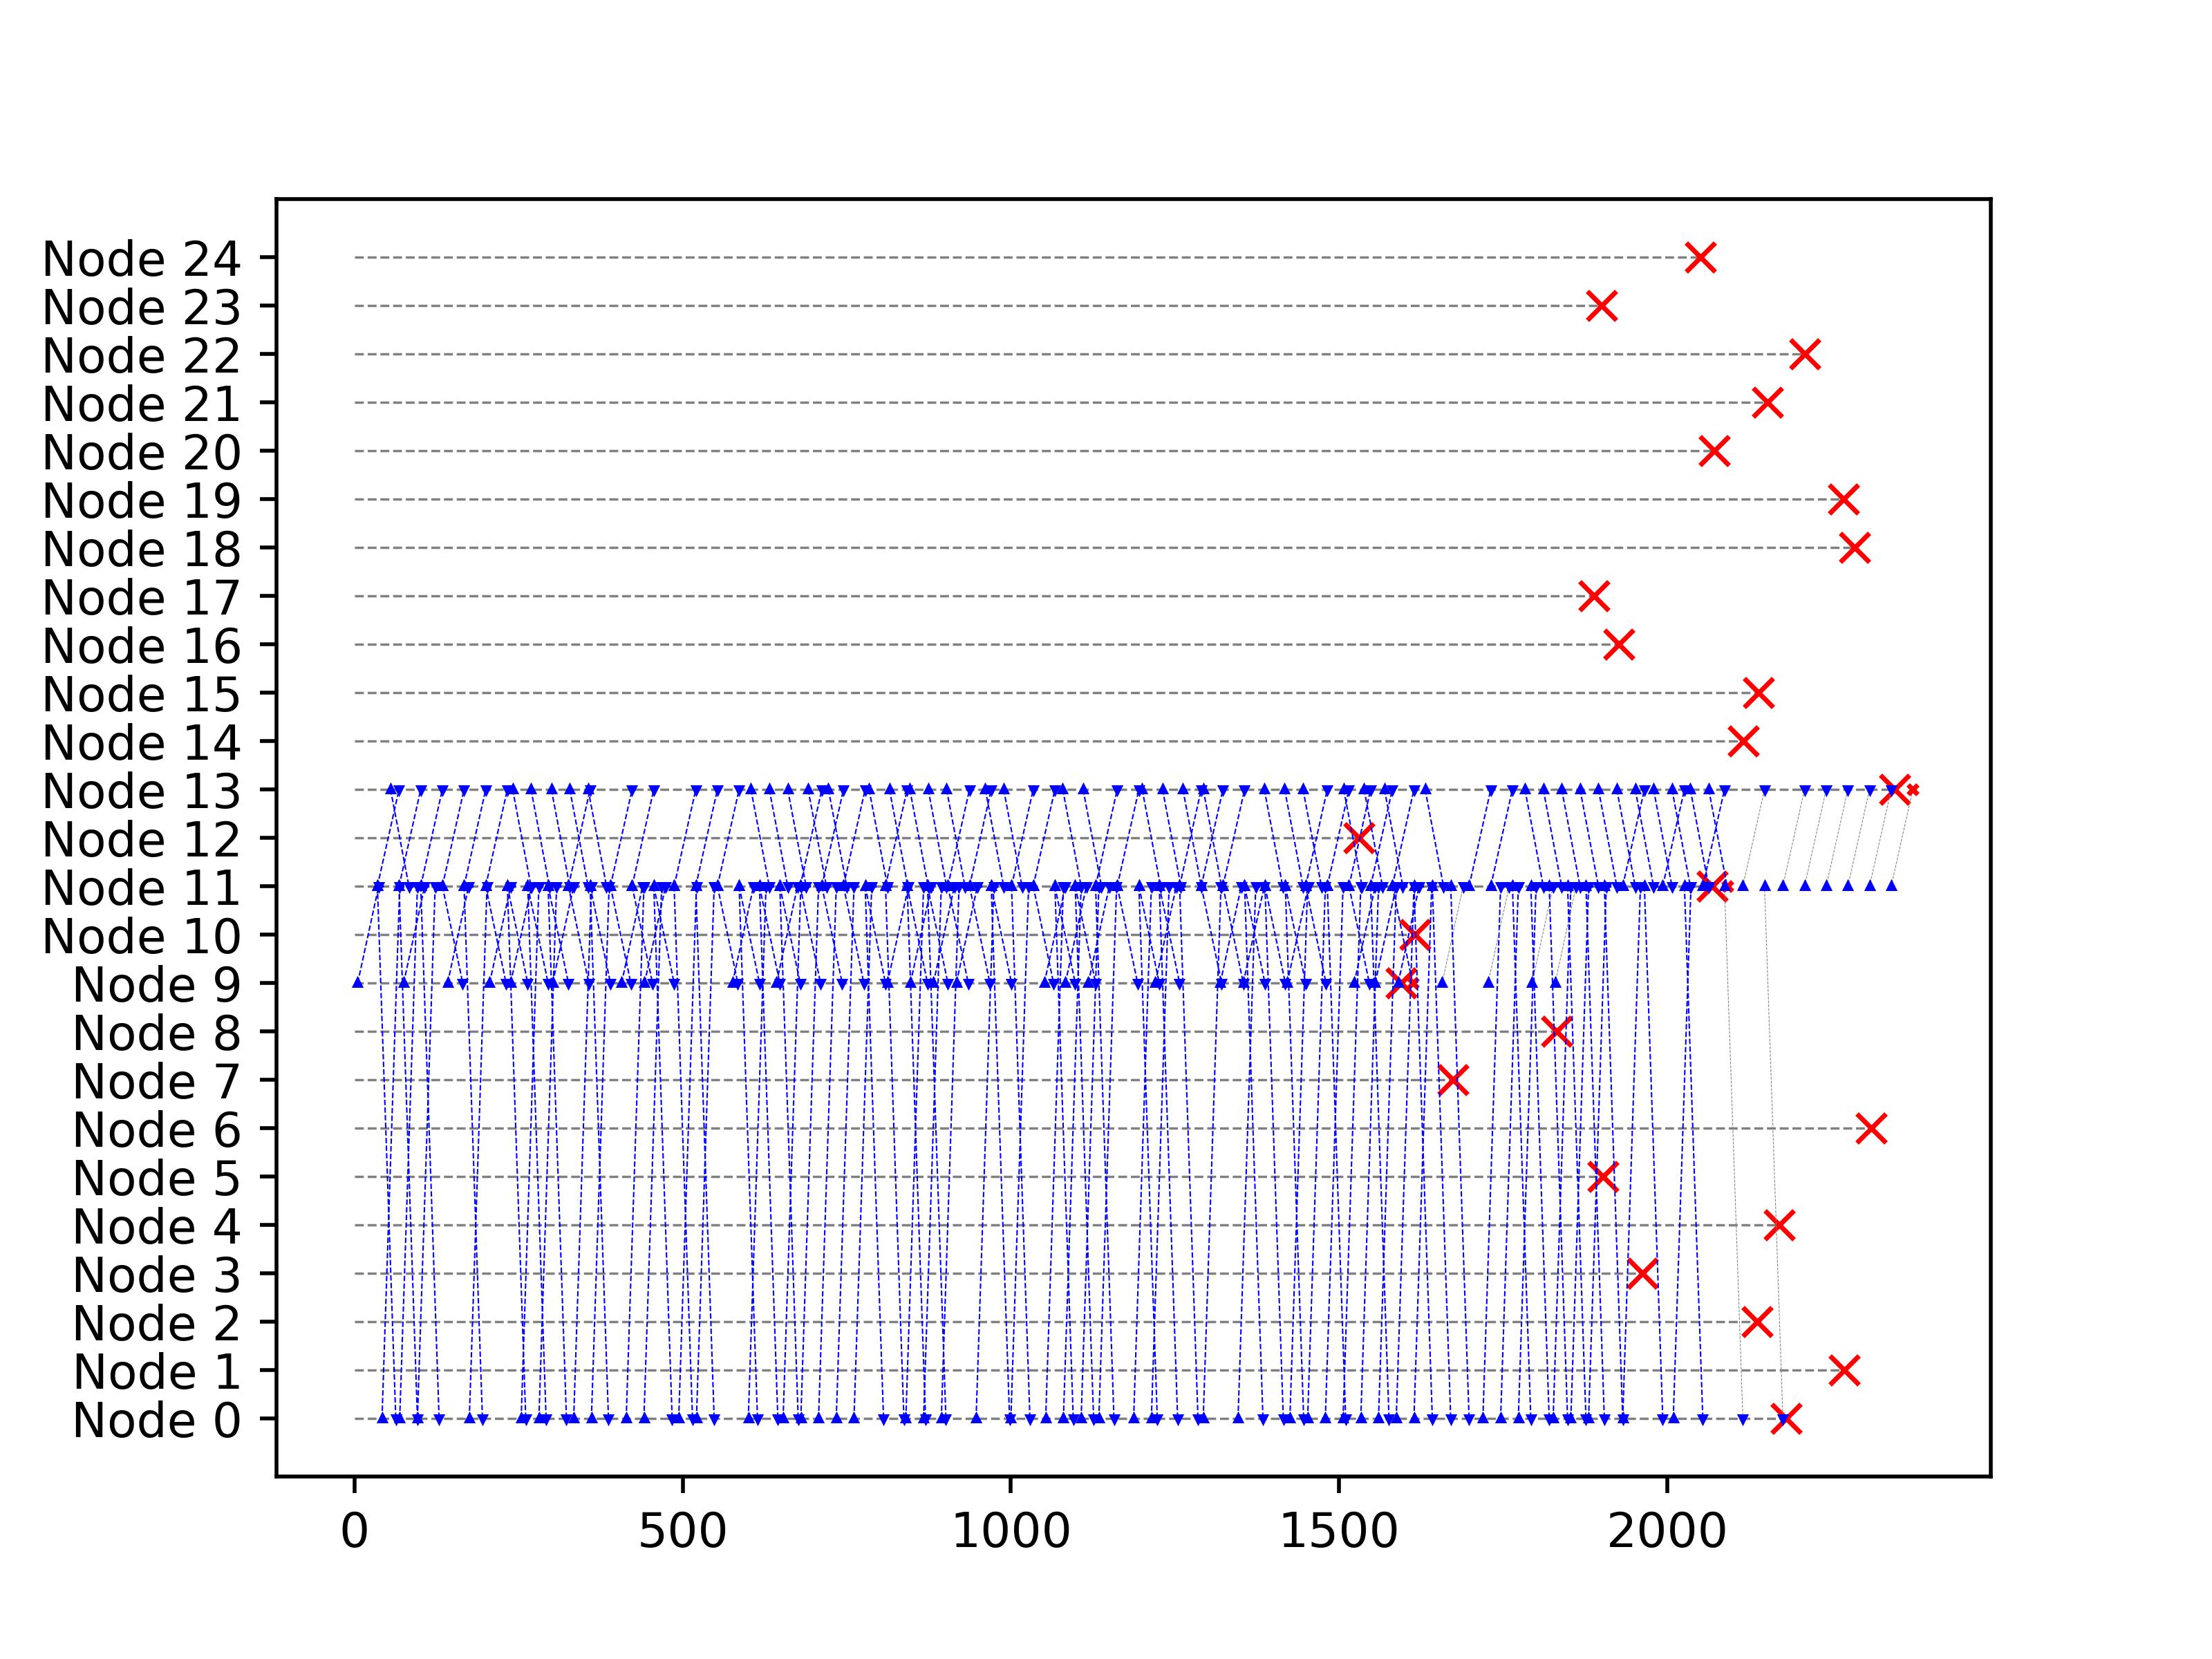 Node 24
Node 23
Node 22
Node 21
Node 20
Node 19
Node 18
Node 17
Node 16
Node 15
Node 14
Node 13
Node 12
Node 11
Node 10
Node 9
Node 8
Node 7
Node 6
Node 5
Node 4
Node 3
Node 2
Node 1
Node 0
0 500 1000 1500 2000